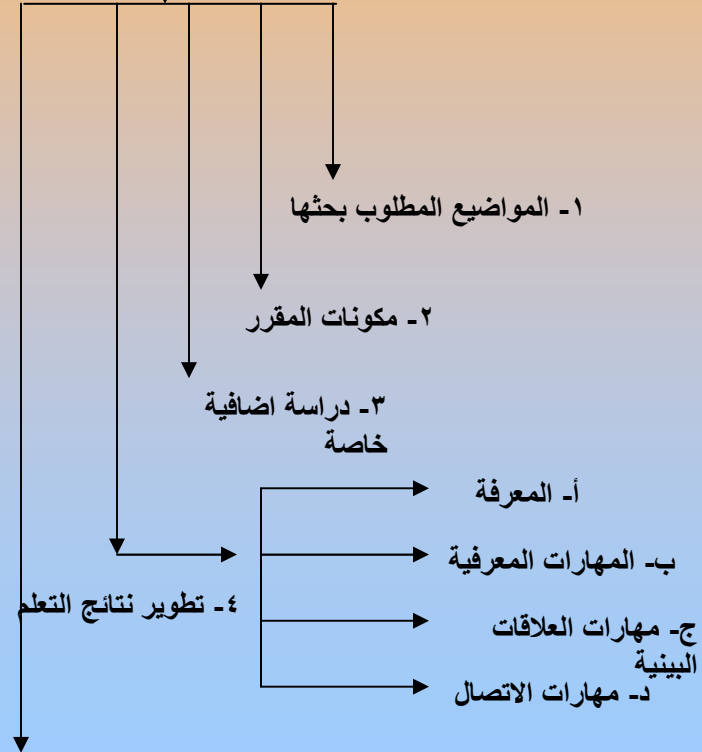 ١- المواضيع المطلوب بحثها
٢- مكونات المقرر
٣- دراسة اضافية
خاصة
٤- تطوير نتائج التعلم
أ- المعرفة
ب- المهارات المعرفية
ج- مهارات العلاقات
البينية
د- مهارات الاتصال